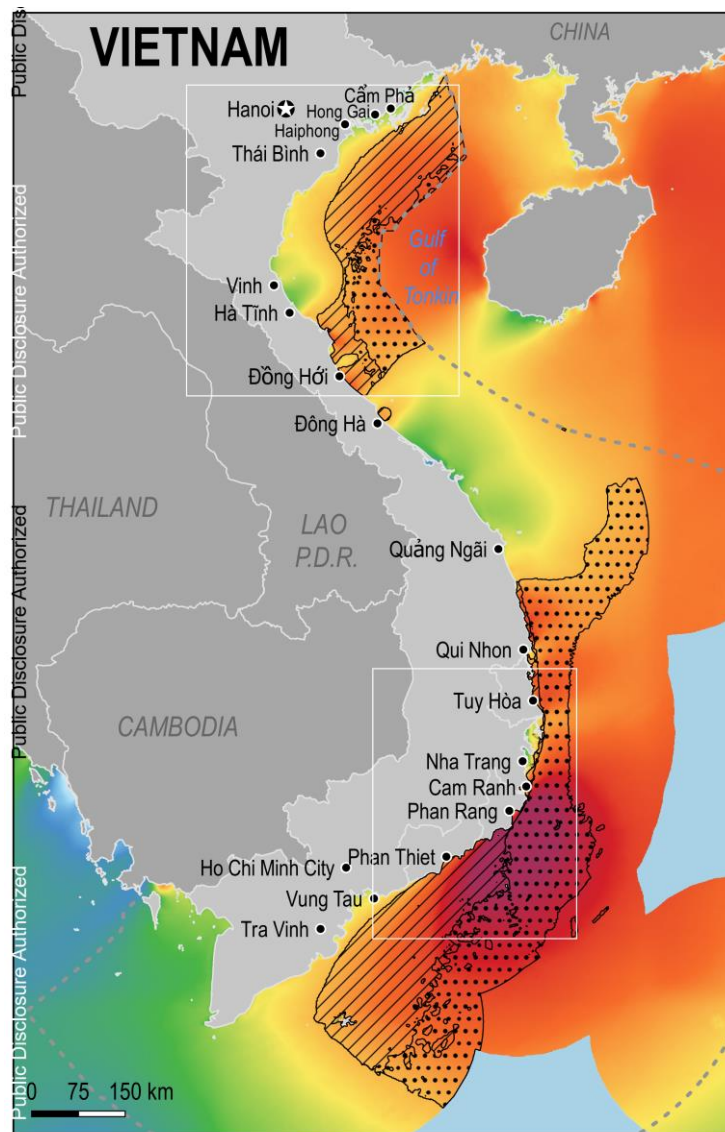 Public Disclosure Authorized
Public Disclosure Authorized
Public Disclosure Authorized
Public Disc
VIETNAM
CHINA
Hanoi
Cẩm Phả
Hong Gai
Haiphong
Thái Bình
Gulf
of
Tonkin
Vinh
Hà Tĩnh
Đồng Hới
Đông Hà
THAILAND
LAO
P.D.R.
Quảng Ngãi
Qui Nhon
Tuy Hòa
CAMBODIA
Nha Trang
Cam Ranh
Phan Rang
Phan Thiet
Ho Chi Minh City
Vung Tau
Tra Vinh
0 75 150 km